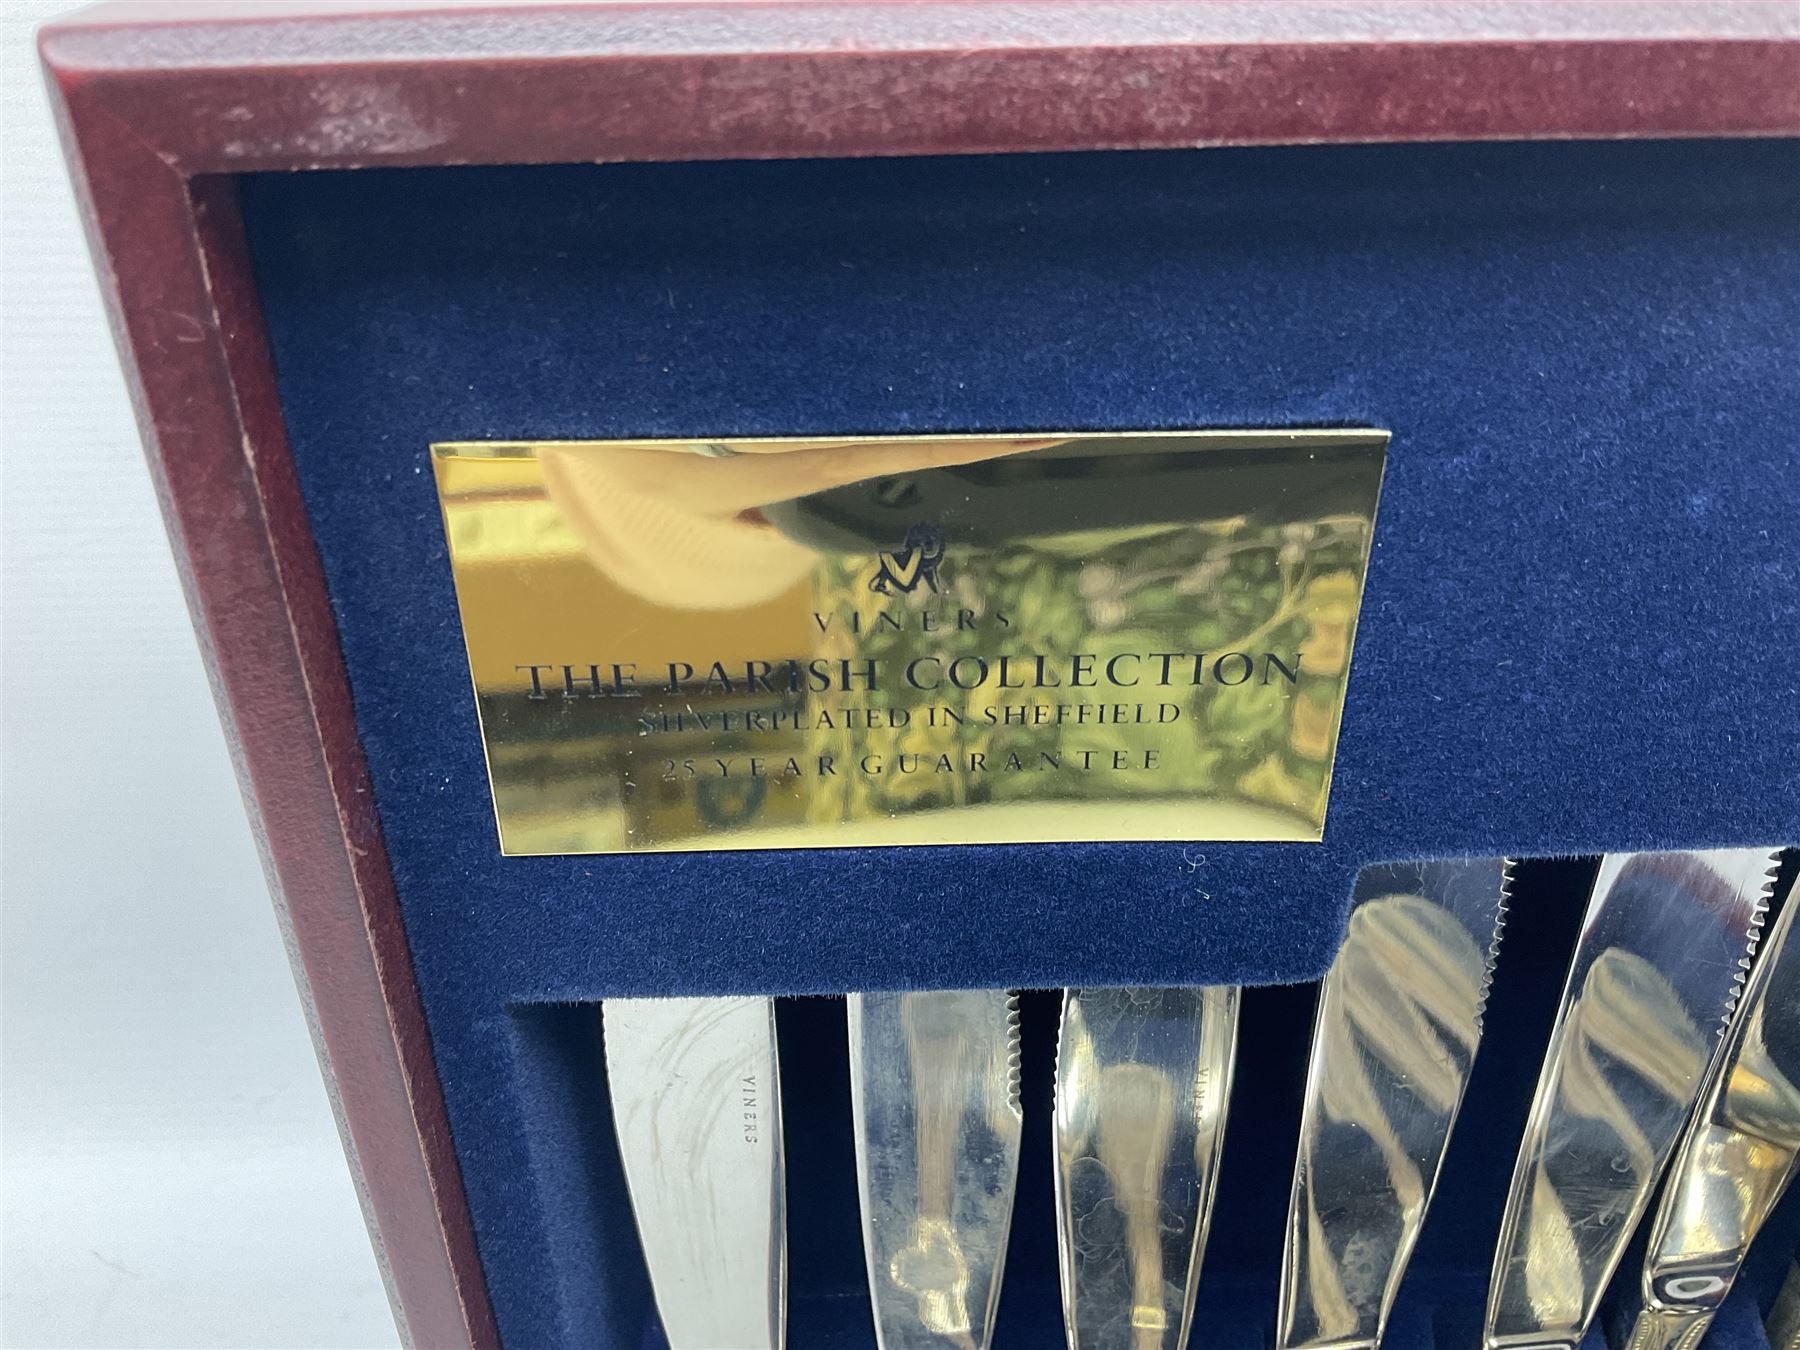 VINERS
THE PARISH COLLECTION
SILVERPLATED IN SHEFFIELD
25 YEAR GUARANTEE
VINERS
VINERS